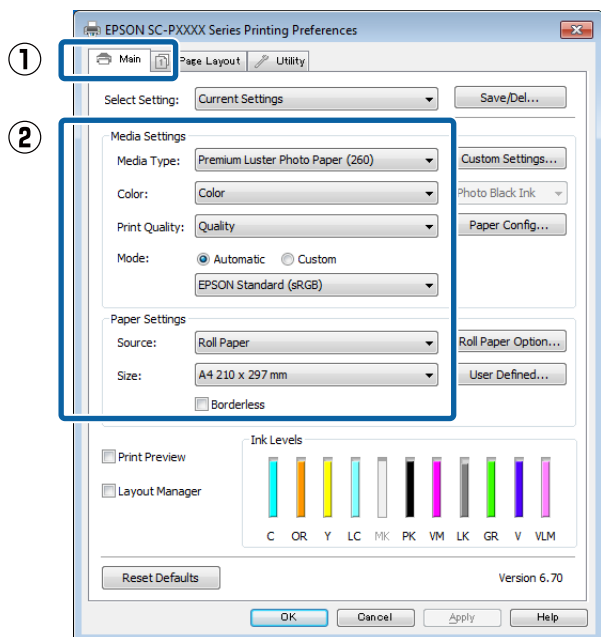 EPSON SC-PXXXX Series Printing Preferences
① Main Page Layout Utility
Select Setting: Current Settings Save/Del...
②
Media Settings
Media Type: Premium Luster Photo Paper (260) Custom Settings...
Color: Color Photo Black Ink
Print Quality: Quality Paper Config...
Mode: Automatic Custom
EPSON Standard (sRGB)
Paper Settings
Source: Roll Paper Roll Paper Option...
Size: A4 210 x 297 mm User Defined...
Borderless
Print Preview
Layout Manager
Ink Levels
C OR Y LC MK PK VM LK GR V VLM
Reset Defaults Version 6.70
OK Cancel Apply Help